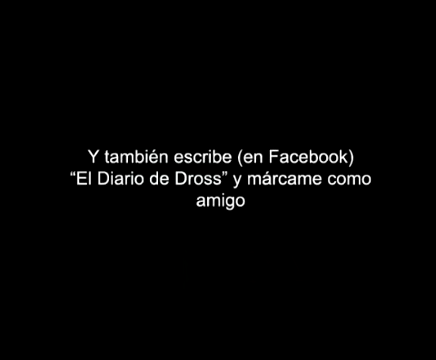 Y también escribe (en Facebook)
“El Diario de Dross” y márcame como
amigo